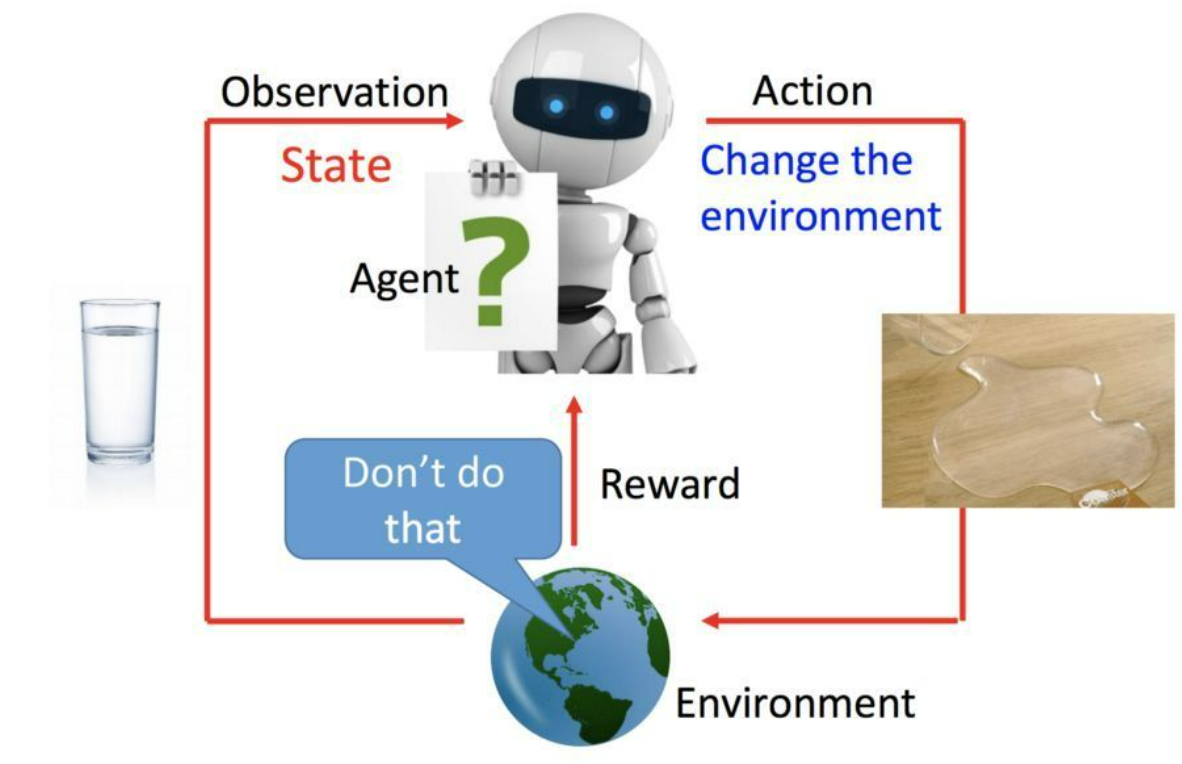 Observation
Action
State
Change the
environment
Agent
?
Don't do
that
Reward
Environment